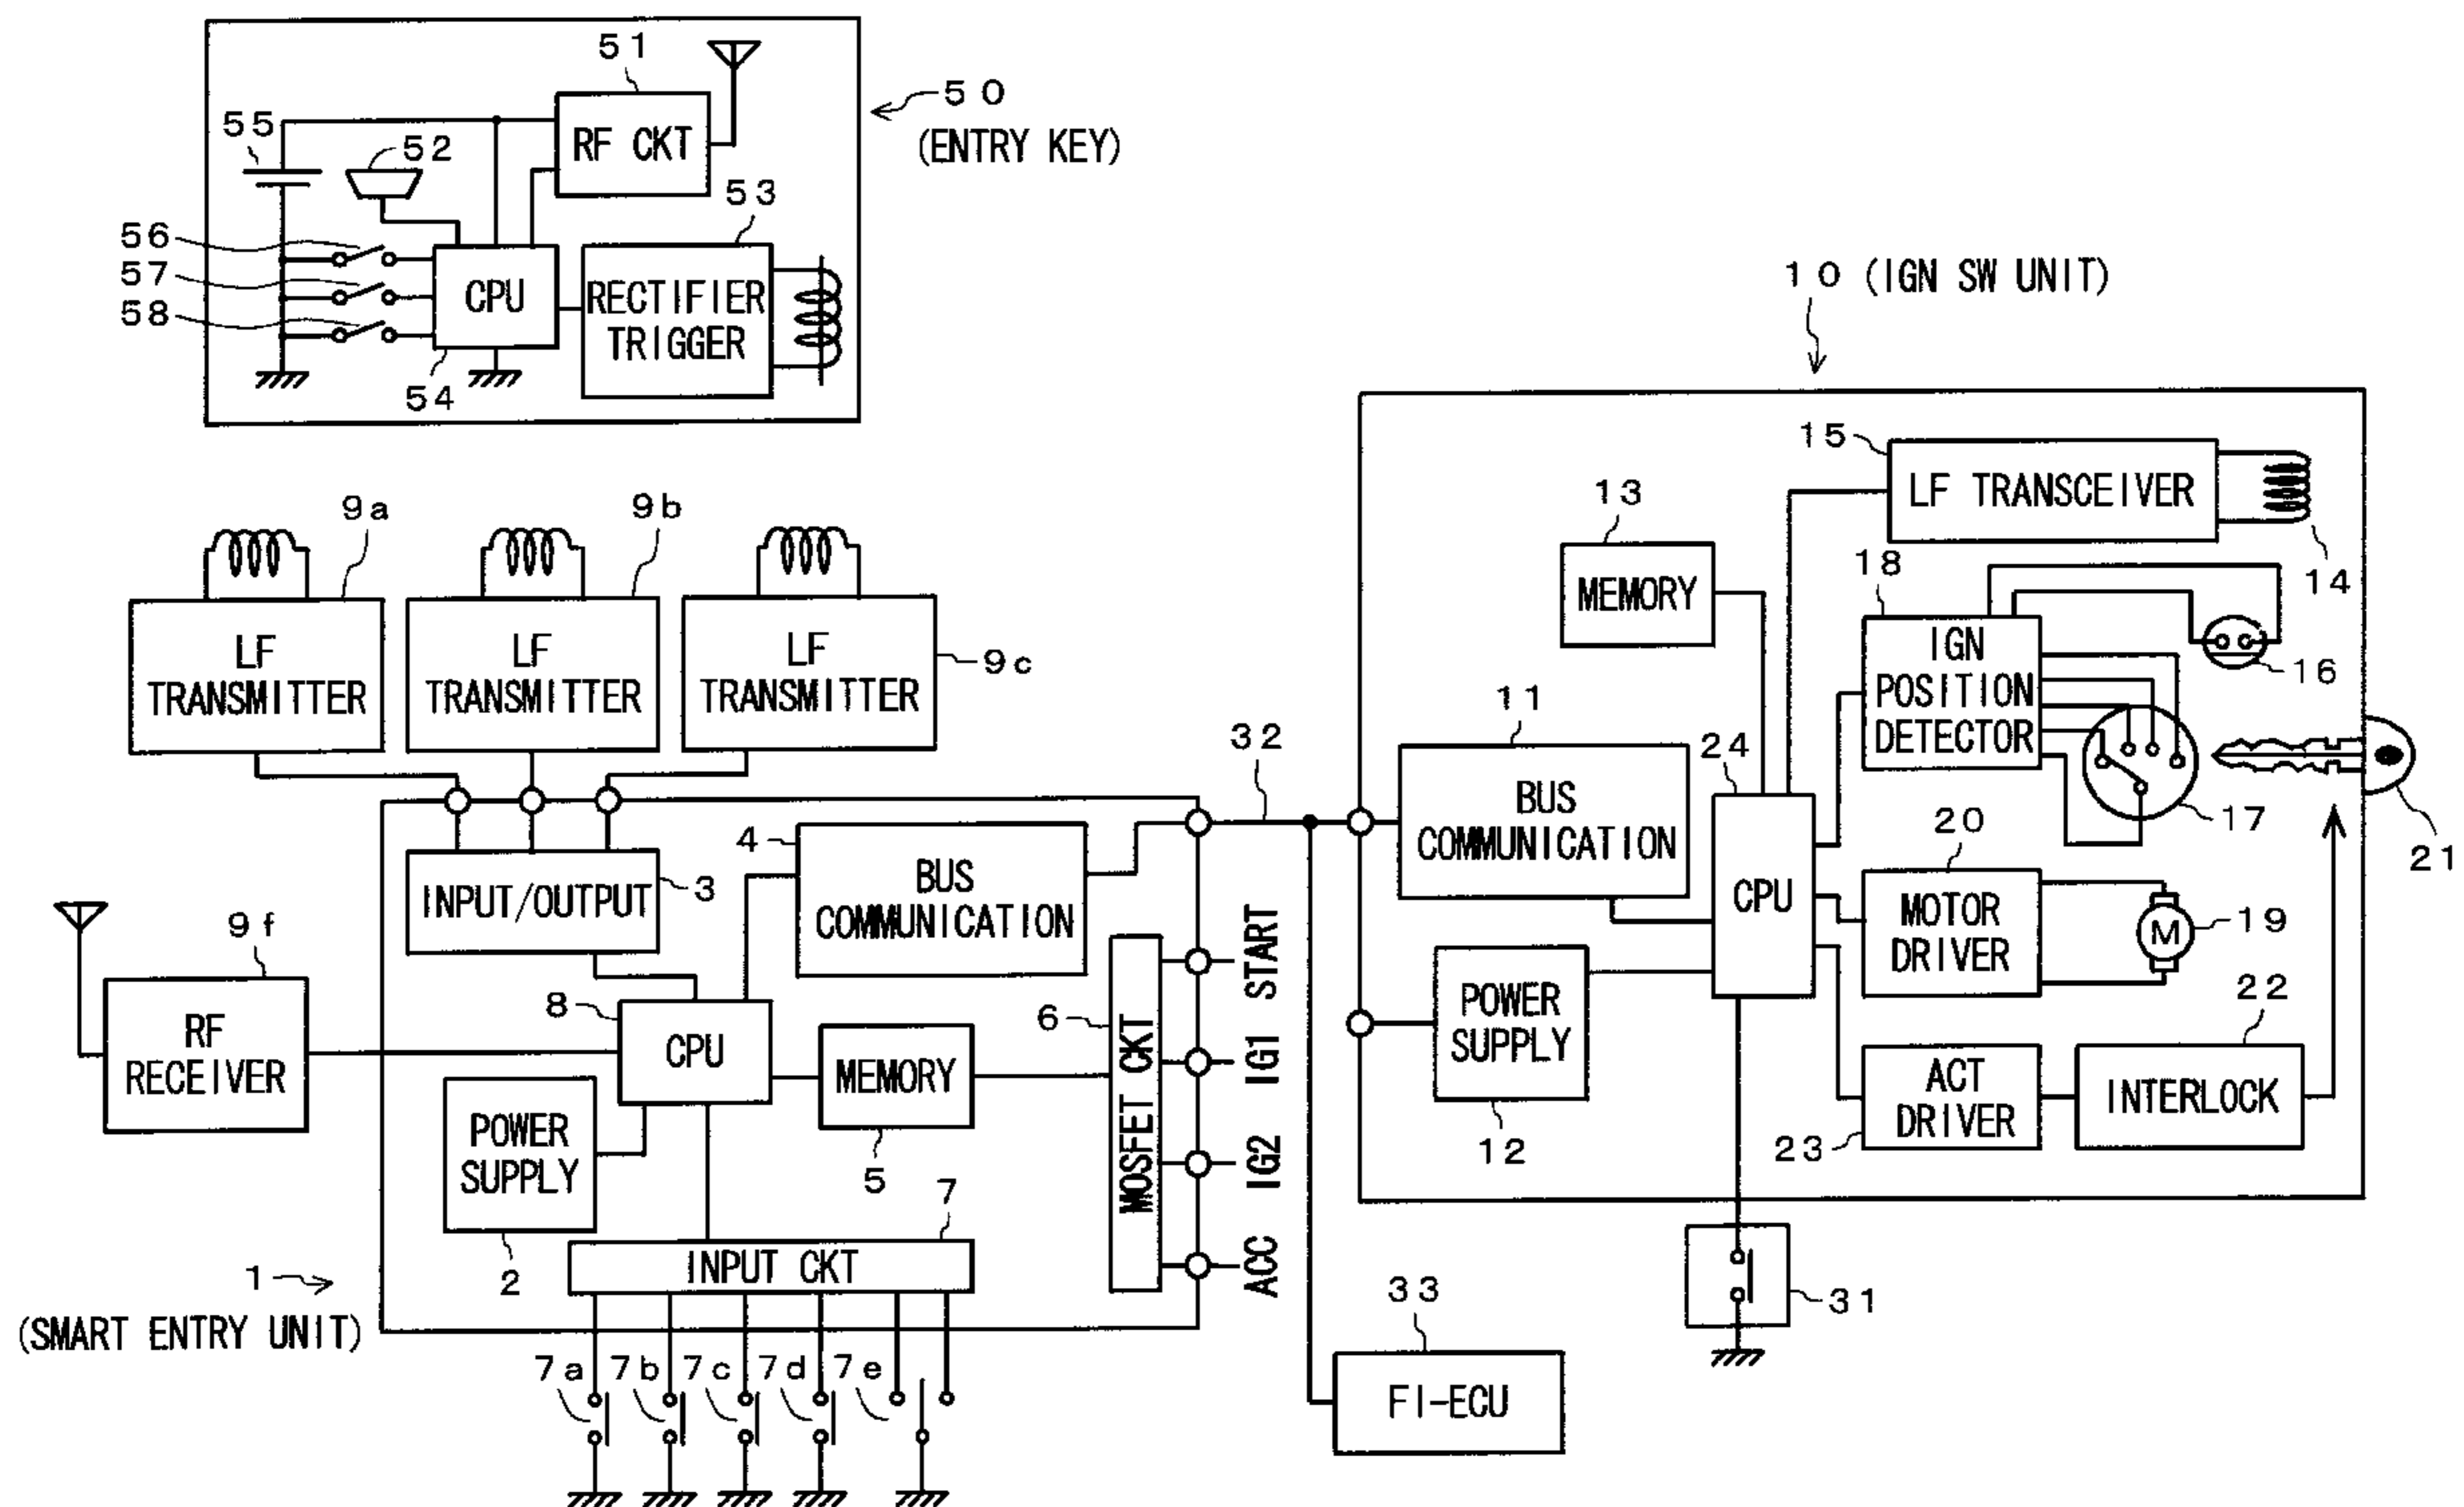 51
50
(ENTRY KEY)
55
52
RF CKT
53
56
57
58
CPU
RECTIFIER
TRIGGER
54
10 (IGN SW UNIT)
15
LF TRANSCEIVER
14
13
MEMORY
18
IGN
POSITION
DETECTOR
16
17
21
9a
LF
TRANSMITTER
9b
LF
TRANSMITTER
9c
LF
TRANSMITTER
32
11
BUS
COMMUNICATION
24
CPU
20
MOTOR
DRIVER
M
19
22
INTERLOCK
ACT
DRIVER
23
POWER
SUPPLY
12
31
33
FI-ECU
3
INPUT/OUTPUT
4
BUS
COMMUNICATION
9f
RF
RECEIVER
8
CPU
MEMORY
5
6
MOSFET CKT
START
IG1
IG2
ACC
POWER
SUPPLY
2
7
INPUT CKT
1
(SMART ENTRY UNIT)
7a
7b
7c
7d
7e